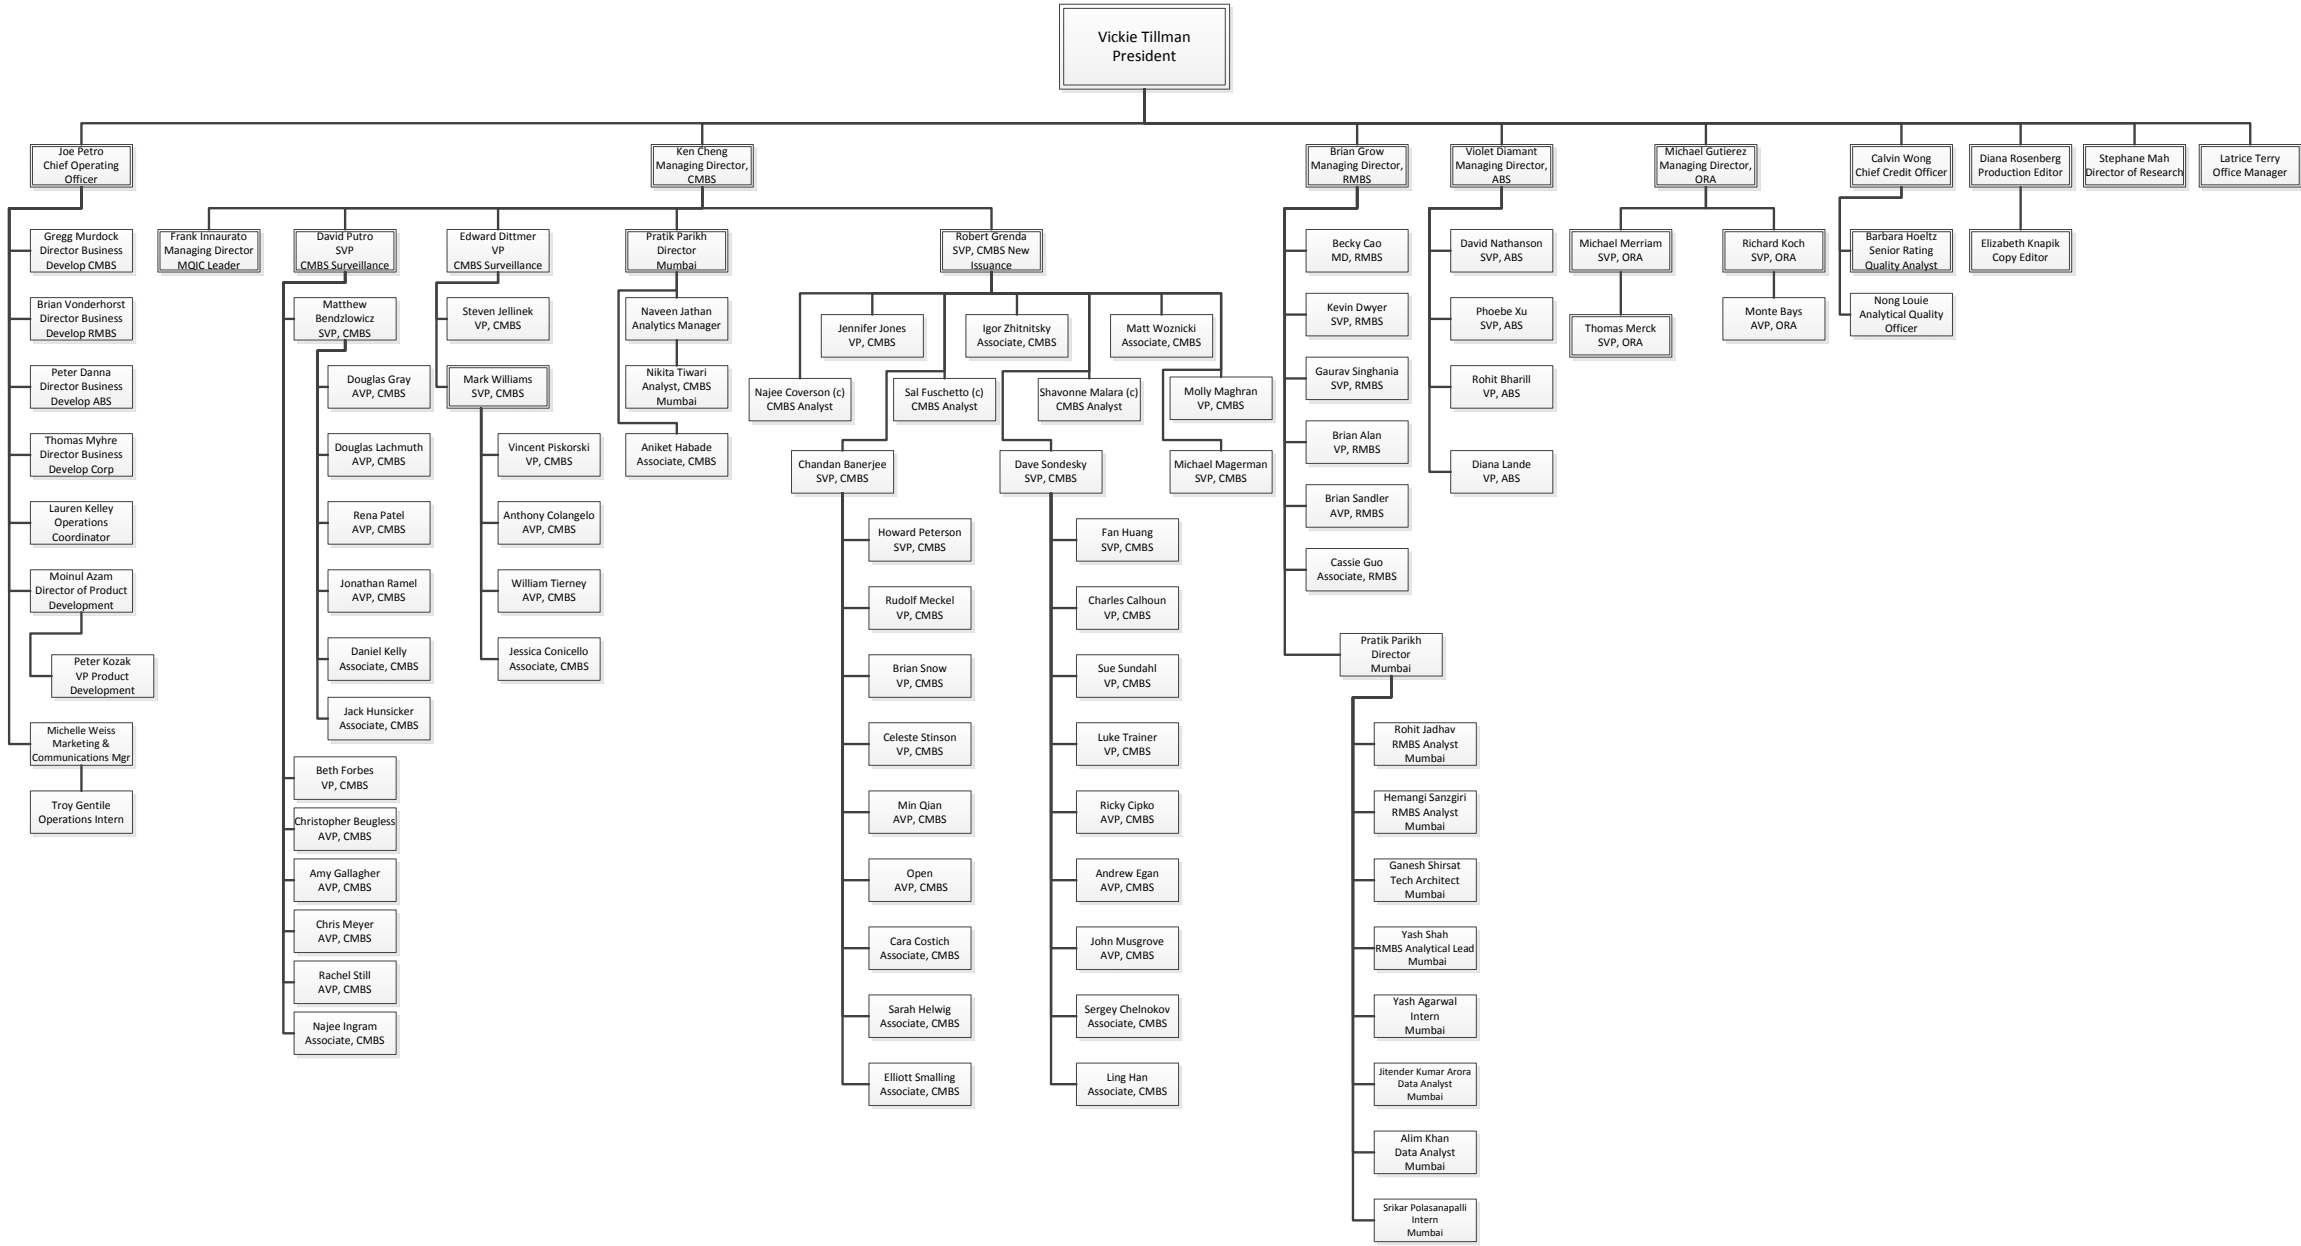 Vickie Tillman
President
Joe Petro
Chief Operating
Officer
Ken Cheng
Managing Director,
CMBS
Brian Grow
Managing Director,
RMBS
Violet Diamant
Managing Director,
ABS
Michael Gutierez
Managing Director,
ORA
Calvin Wong
Chief Credit Officer
Diana Rosenberg
Production Editor
Stephane Mah
Director of Research
Latrice Terry
Office Manager
Gregg Murdock
Director Business
Develop CMBS
Brian Vonderhorst
Director Business
Develop RMBS
Peter Danna
Director Business
Develop ABS
Thomas Myhre
Director Business
Develop Corp
Lauren Kelley
Operations
Coordinator
Moinul Azam
Director of Product
Development
Peter Kozak
VP Product
Development
Michelle Weiss
Marketing &
Communications Mgr
Troy Gentile
Operations Intern
Frank Innaurato
Managing Director
MQIC Leader
David Putro
SVP
CMBS Surveillance
Matthew
Bendzlowicz
SVP, CMBS
Douglas Gray
AVP, CMBS
Douglas Lachmuth
AVP, CMBS
Rena Patel
AVP, CMBS
Jonathan Ramel
AVP, CMBS
Daniel Kelly
Associate, CMBS
Jack Hunsicker
Associate, CMBS
Beth Forbes
VP, CMBS
Christopher Beugless
AVP, CMBS
Amy Gallagher
AVP, CMBS
Chris Meyer
AVP, CMBS
Rachel Still
AVP, CMBS
Najee Ingram
Associate, CMBS
Edward Dittmer
VP
CMBS Surveillance
Steven Jellinek
VP, CMBS
Mark Williams
SVP, CMBS
Vincent Piskorski
VP, CMBS
Anthony Colangelo
AVP, CMBS
William Tierney
AVP, CMBS
Jessica Conicello
Associate, CMBS
Pratik Parikh
Director
Mumbai
Naveen Jathan
Analytics Manager
Nikita Tiwari
Analyst, CMBS
Mumbai
Aniket Habade
Associate, CMBS
Robert Grenda
SVP, CMBS New
Issuance
Jennifer Jones
VP, CMBS
Igor Zhitnitsky
Associate, CMBS
Matt Woznicki
Associate, CMBS
Najee Coverson (c)
CMBS Analyst
Sal Fuschetto (c)
CMBS Analyst
Shavonne Malara (c)
CMBS Analyst
Molly Maghran
VP, CMBS
Chandan Banerjee
SVP, CMBS
Dave Sondesky
SVP, CMBS
Michael Magerman
SVP, CMBS
Howard Peterson
SVP, CMBS
Rudolf Meckel
VP, CMBS
Brian Snow
VP, CMBS
Celeste Stinson
VP, CMBS
Min Qian
AVP, CMBS
Open
AVP, CMBS
Cara Costich
Associate, CMBS
Sarah Helwig
Associate, CMBS
Elliott Smalling
Associate, CMBS
Fan Huang
SVP, CMBS
Charles Calhoun
VP, CMBS
Sue Sundahl
VP, CMBS
Luke Trainer
VP, CMBS
Ricky Cipko
AVP, CMBS
Andrew Egan
AVP, CMBS
John Musgrove
AVP, CMBS
Sergey Chelnokov
Associate, CMBS
Ling Han
Associate, CMBS
Becky Cao
MD, RMBS
Kevin Dwyer
SVP, RMBS
Gaurav Singhania
SVP, RMBS
Brian Alan
VP, RMBS
Brian Sandler
AVP, RMBS
Cassie Guo
Associate, RMBS
Pratik Parikh
Director
Mumbai
Rohit Jadhav
RMBS Analyst
Mumbai
Hemangi Sanzgiri
RMBS Analyst
Mumbai
Ganesh Shirsat
Tech Architect
Mumbai
Yash Shah
RMBS Analytical Lead
Mumbai
Yash Agarwal
Intern
Mumbai
Jitender Kumar Arora
Data Analyst
Mumbai
Alim Khan
Data Analyst
Mumbai
Srikar Polasanapalli
Intern
Mumbai
David Nathanson
SVP, ABS
Phoebe Xu
SVP, ABS
Rohit Bharill
VP, ABS
Diana Lande
VP, ABS
Michael Merriam
SVP, ORA
Thomas Merck
SVP, ORA
Richard Koch
SVP, ORA
Monte Bays
AVP, ORA
Barbara Hoeltz
Senior Rating
Quality Analyst
Nong Louie
Analytical Quality
Officer
Elizabeth Knapik
Copy Editor